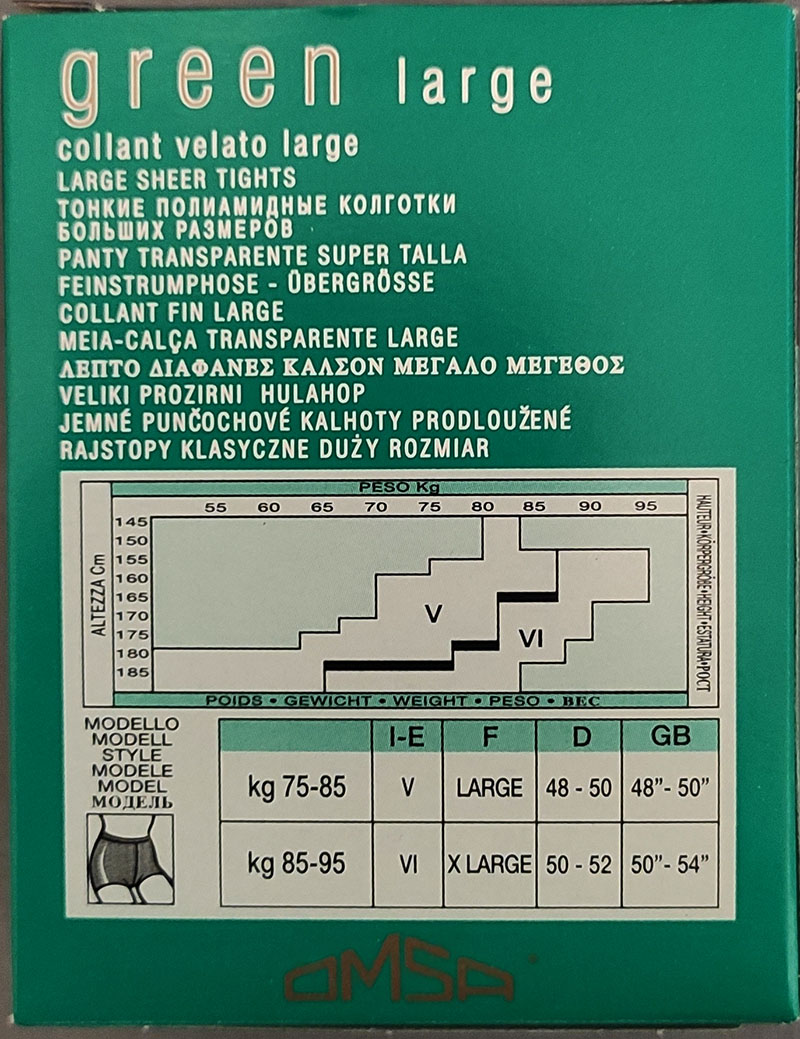 green large
collant velato large
LARGE SHEER TIGHTS
ТОНКИЕ ПОЛИАМИДНЫЕ КОЛГОТКИ
БОЛЬШИХ РАЗМЕРОВ
PANTY TRANSPARENTE SUPER TALLA
FEINSTRUMPHOSE - ÜBERGRÖSSE
COLLANT FIN LARGE
MEIA-CALÇA TRANSPARENTE LARGE
ΛΕΠΤΟ ΔΙΑΦΑΝΕΣ ΚΑΛΣΟΝ ΜΕΓΑΛΟ ΜΕΓΕΘΟΣ
VELIKI PROZIRNI HULAHOP
JEMNÉ PUNČOCHOVÉ KALHOTY PRODLOUŽENÉ
RAJSTOPY KLASYCZNE DUŻY ROZMIAR
PESO Kg
55 60 65 70 75 80 85 90 95
ALTEZZA Cm
145
150
155
160
165
170
175
180
185
V
VI
HAUTEUR•KÖRPERGRÖBE•HEIGHT•ESTATURA•РОСТ
POIDS • GEWICHT • WEIGHT • PESO • ВЕС
MODELLO
MODELL
STYLE
MODELE
MODEL
МОДЕЛЬ
I-E F D GB
kg 75-85 V LARGE 48 - 50 48”- 50”
kg 85-95 VI X LARGE 50 - 52 50”- 54”
OMSA